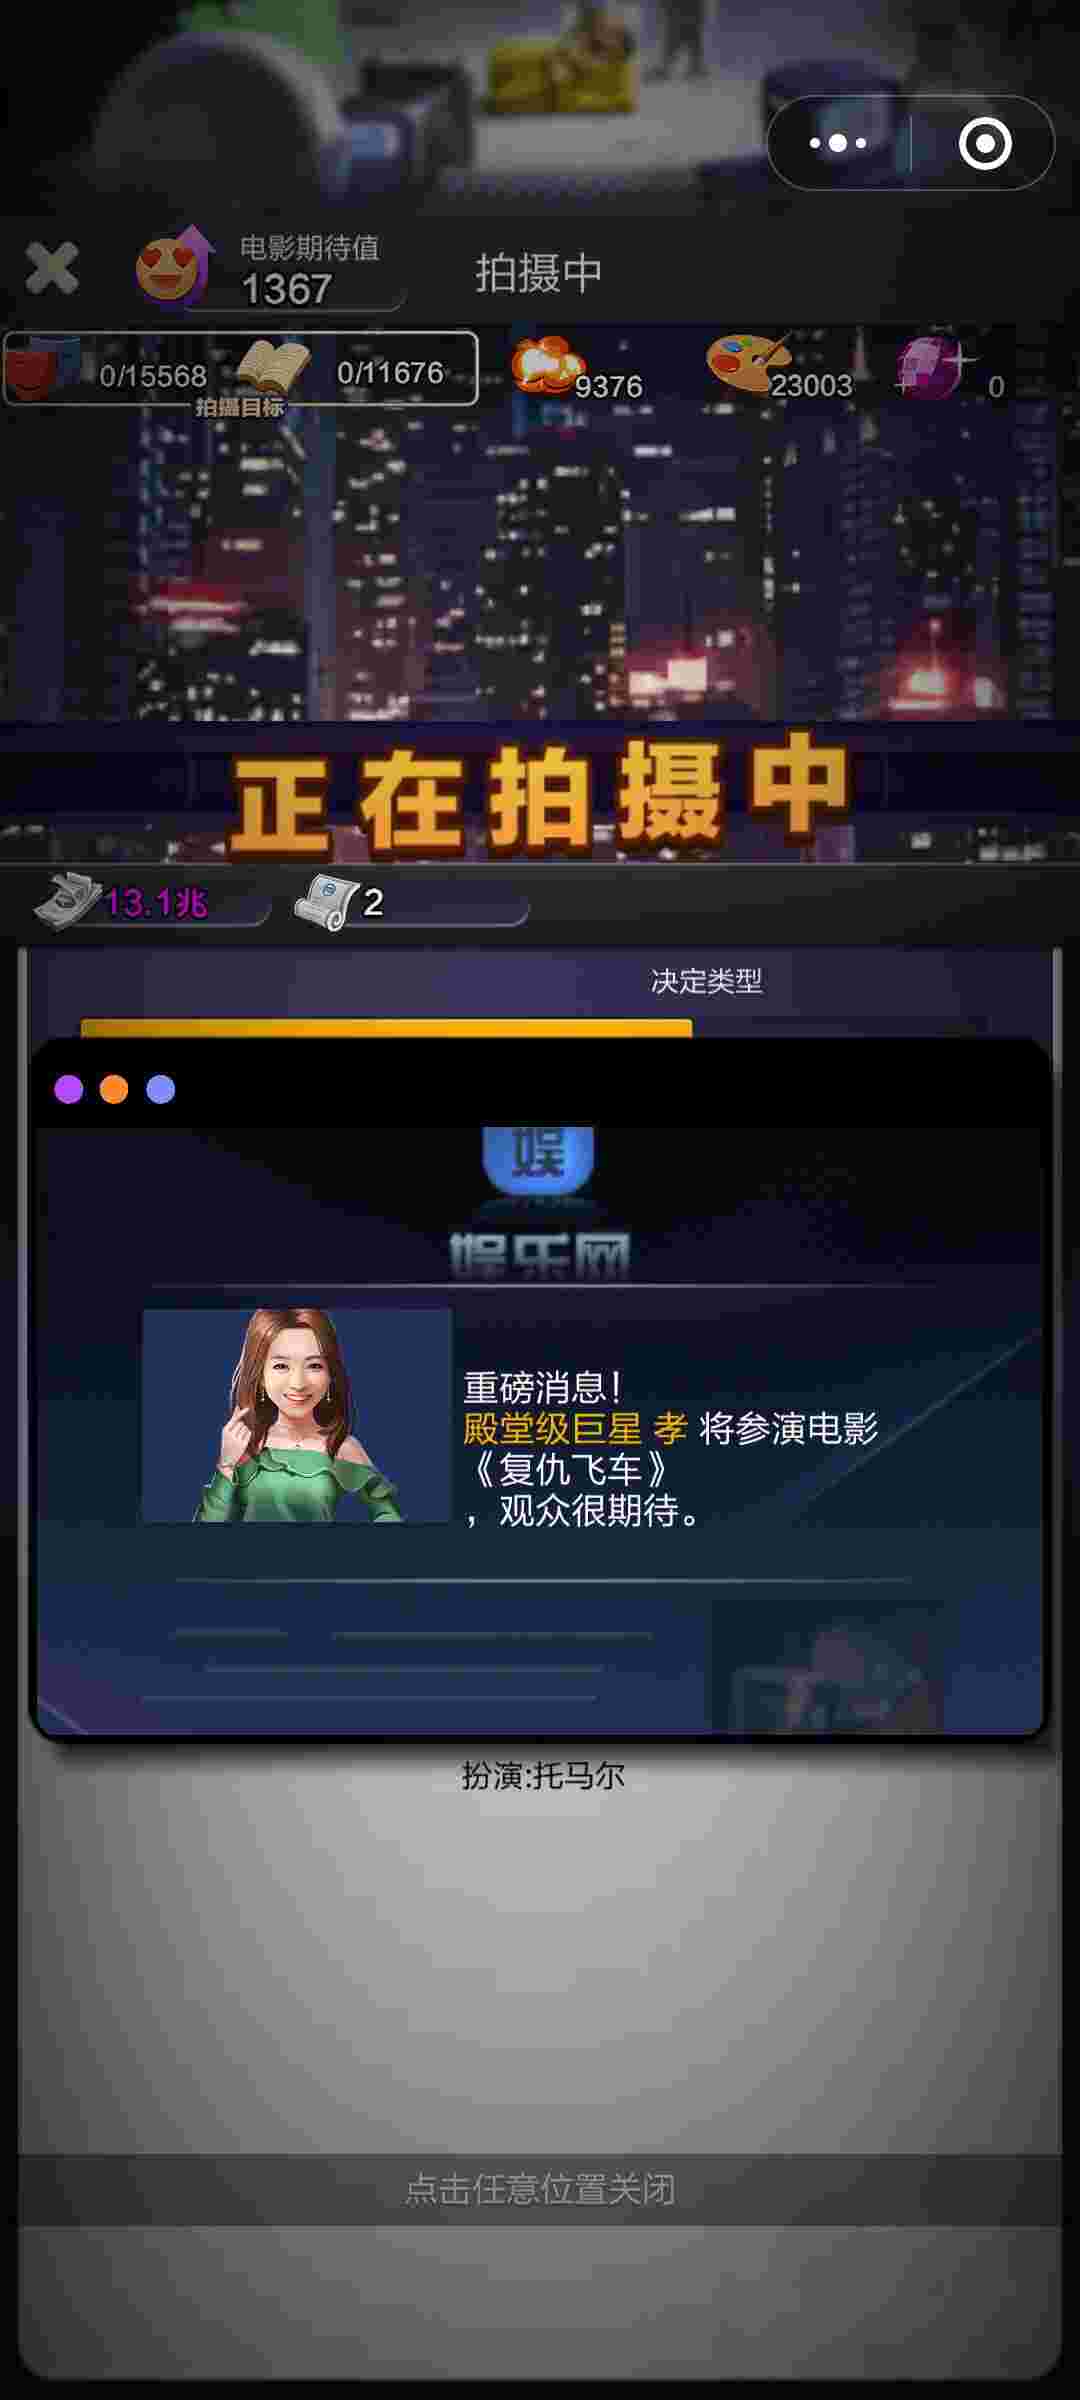 电影期待值
1367
拍摄中
0/15568
0/11676
拍摄目标
9376
23003
0
正在拍摄中
13.1兆
2
决定类型
娱
娱乐网
重磅消息！
殿堂级巨星 孝 将参演电影
《复仇飞车》
，观众很期待。
扮演:托马尔
点击任意位置关闭